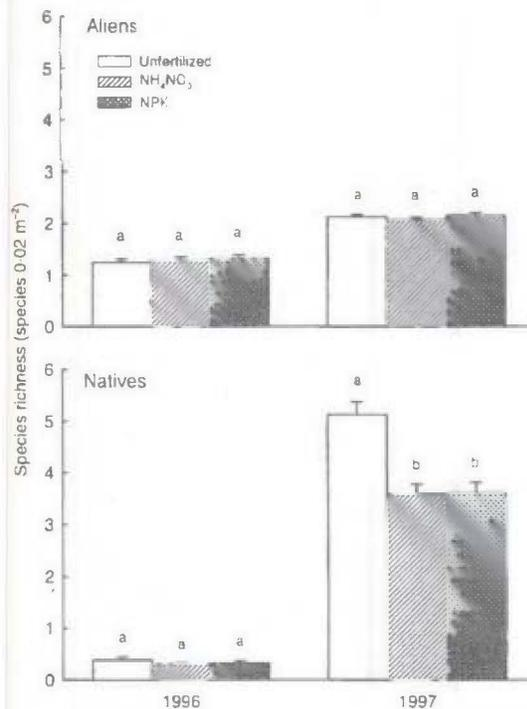 Species richness (species 0·02 m⁻²)
6
5
4
3
2
1
0
Aliens
Unfertilized
NH₄NO₃
NPK
a a a
a a a
6
5
4
3
2
1
0
Natives
a a a
a b b
1996 1997